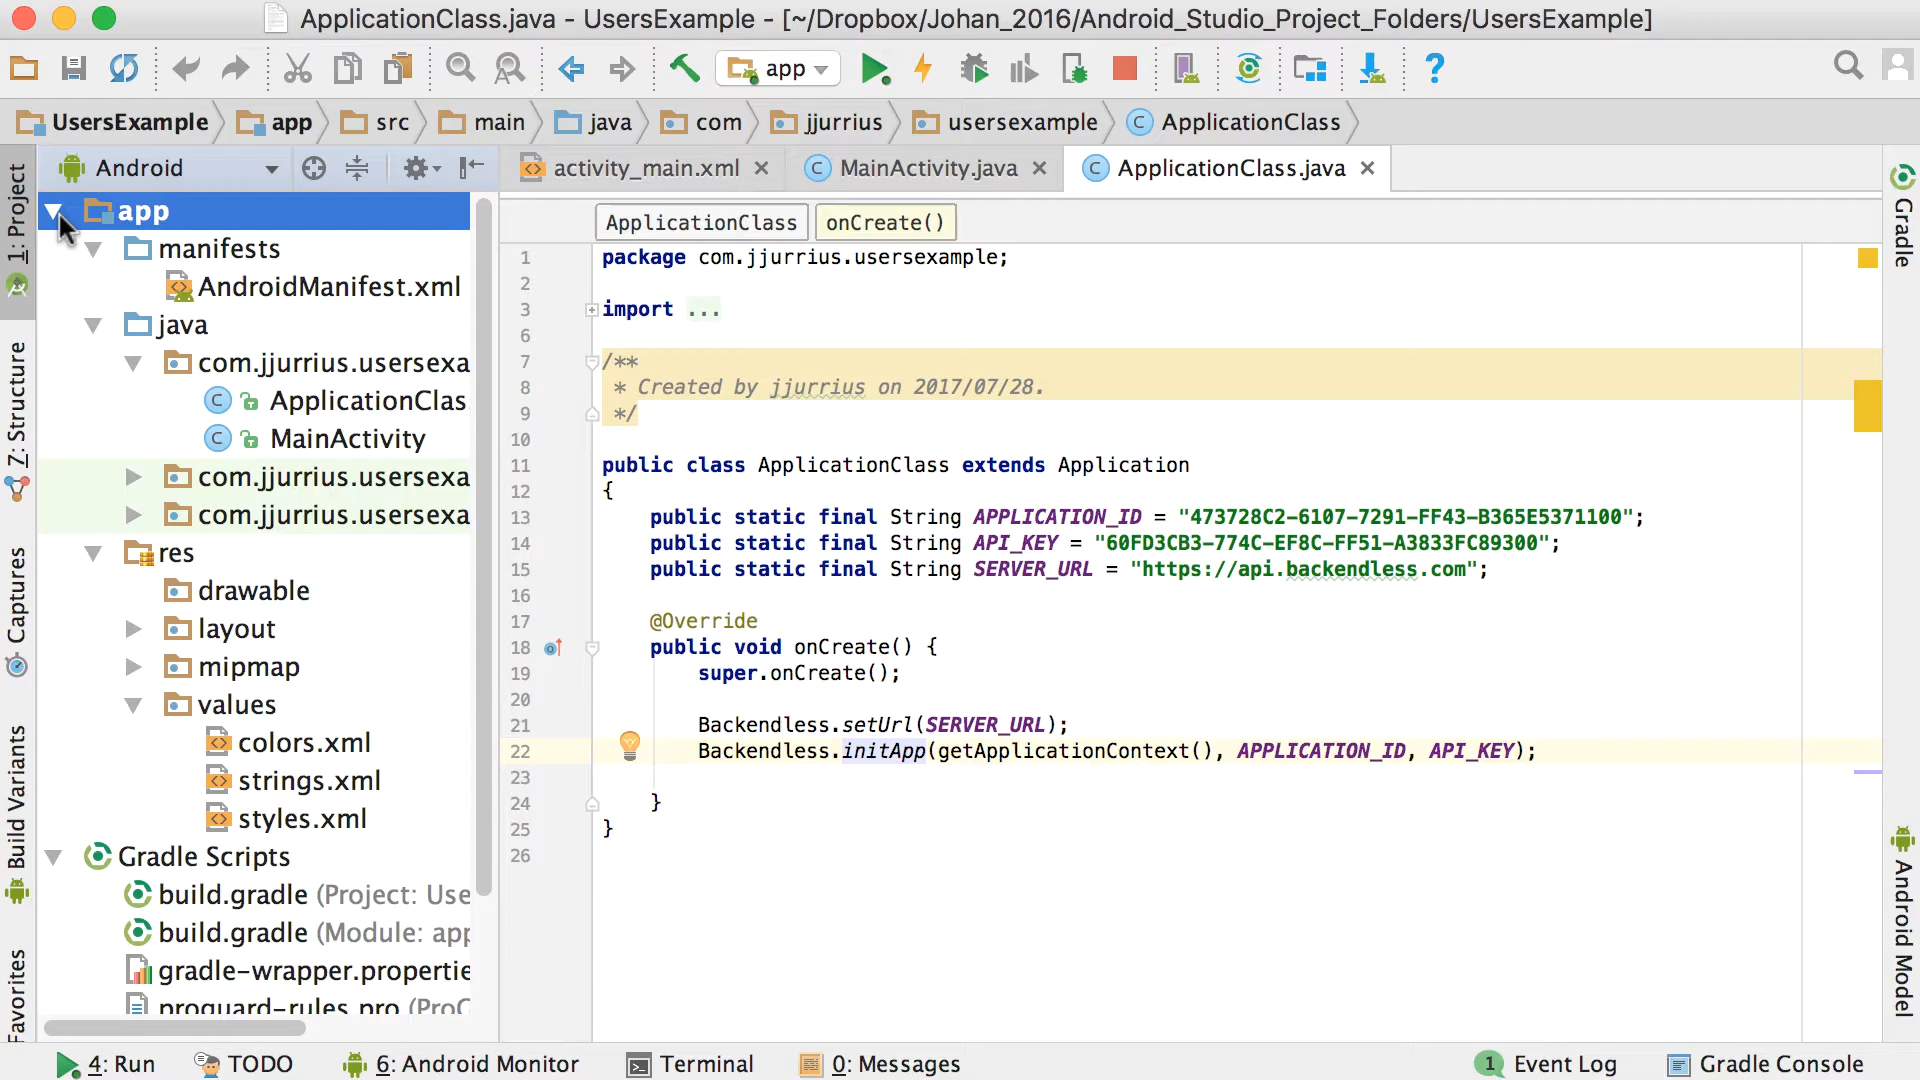 ApplicationClass.java - UsersExample - [~/Dropbox/Johan_2016/Android_Studio_Project_Folders/UsersExample]
app
UsersExample app src main java com jjurrius usersexample ApplicationClass
Android
activity_main.xml
MainActivity.java
ApplicationClass.java
1: Project
Z: Structure
Captures
Build Variants
Favorites
app
manifests
AndroidManifest.xml
java
com.jjurrius.usersexa
ApplicationClas
MainActivity
com.jjurrius.usersexa
com.jjurrius.usersexa
res
drawable
layout
mipmap
values
colors.xml
strings.xml
styles.xml
Gradle Scripts
build.gradle (Project: Use
build.gradle (Module: app
gradle-wrapper.propertie
proguard-rules.pro (ProG
ApplicationClass onCreate()
1 package com.jjurrius.usersexample;
2
3 import ...
6
7 /**
8 * Created by jjurrius on 2017/07/28.
9 */
10
11 public class ApplicationClass extends Application
12 {
13 public static final String APPLICATION_ID = "473728C2-6107-7291-FF43-B365E5371100";
14 public static final String API_KEY = "60FD3CB3-774C-EF8C-FF51-A3833FC89300";
15 public static final String SERVER_URL = "https://api.backendless.com";
16
17 @Override
18 public void onCreate() {
19 super.onCreate();
20
21 Backendless.setUrl(SERVER_URL);
22 Backendless.initApp(getApplicationContext(), APPLICATION_ID, API_KEY);
23
24 }
25 }
26
Gradle
Android Model
4: Run
TODO
6: Android Monitor
Terminal
0: Messages
1 Event Log
Gradle Console